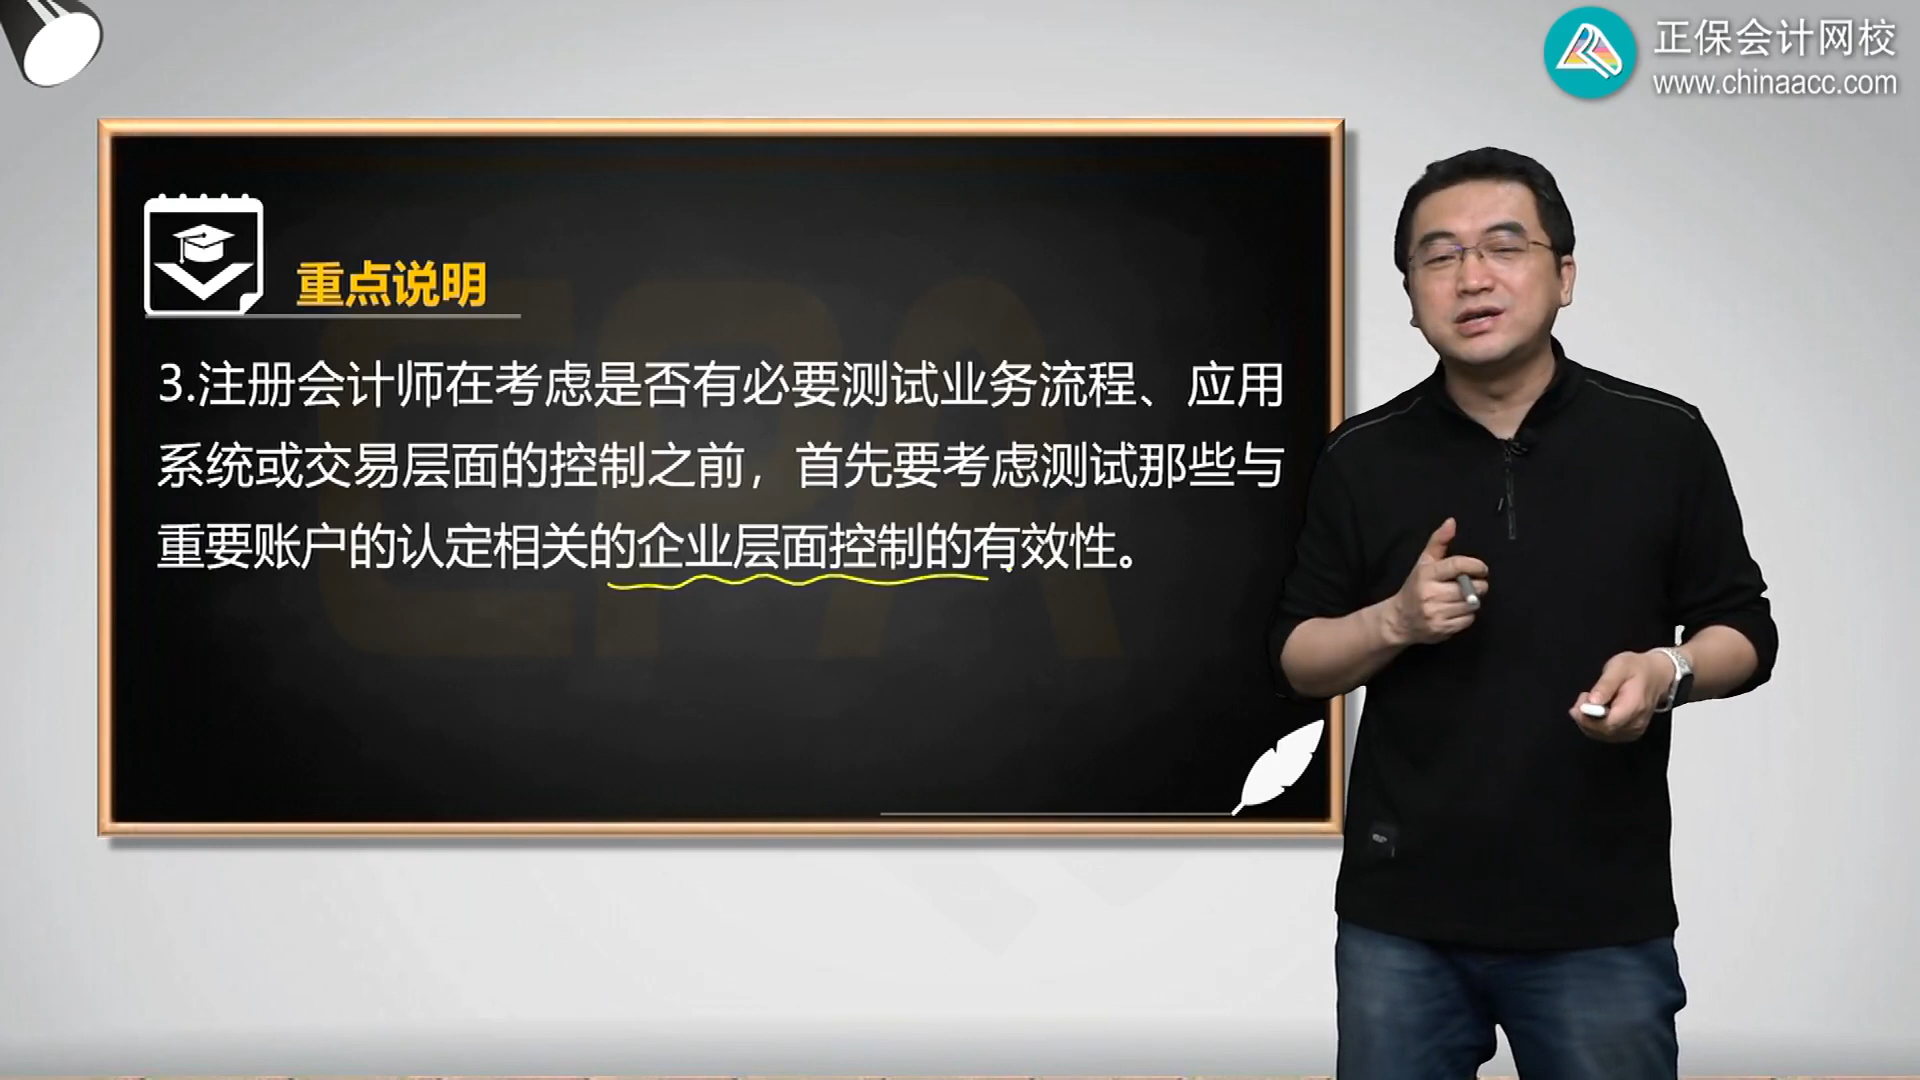 正保会计网校
www.chinaacc.com
重点说明
3.注册会计师在考虑是否有必要测试业务流程、应用
系统或交易层面的控制之前，首先要考虑测试那些与
重要账户的认定相关的企业层面控制的有效性。
CPA